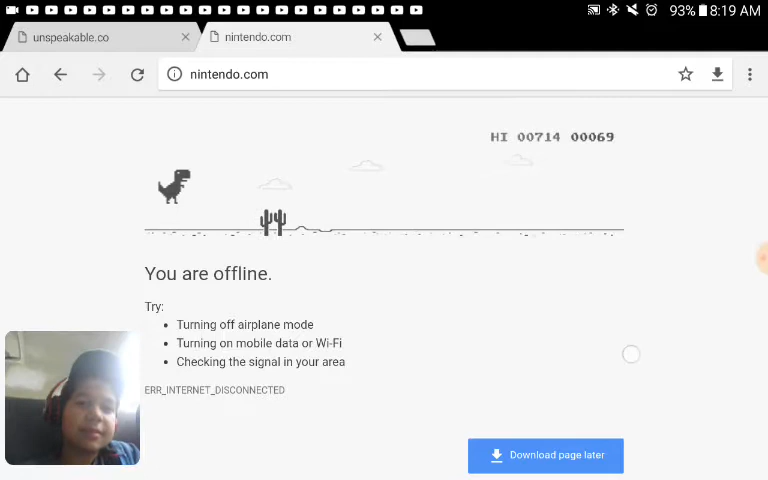 93% 8:19 AM
unspeakable.co nintendo.com
nintendo.com
HI 00714 00069
You are offline.
Try:
Turning off airplane mode
Turning on mobile data or Wi-Fi
Checking the signal in your area
ERR_INTERNET_DISCONNECTED
Download page later